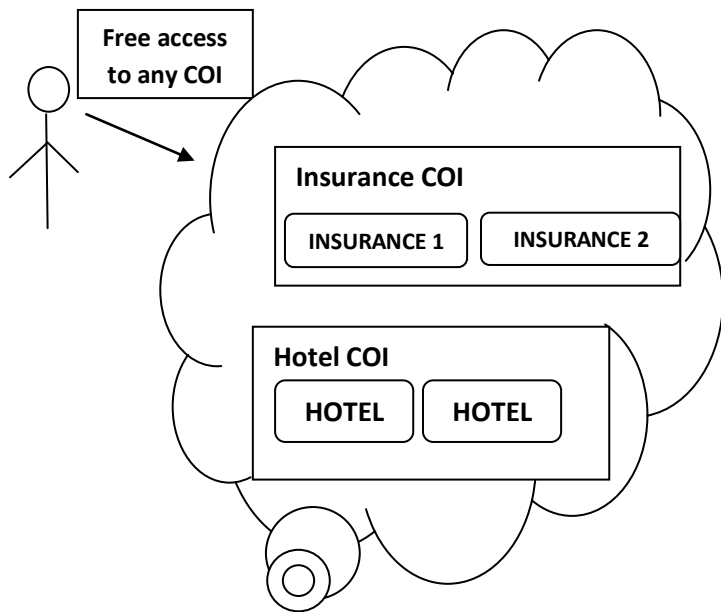 Free access
to any COI
Insurance COI
INSURANCE 1
INSURANCE 2
Hotel COI
HOTEL
HOTEL